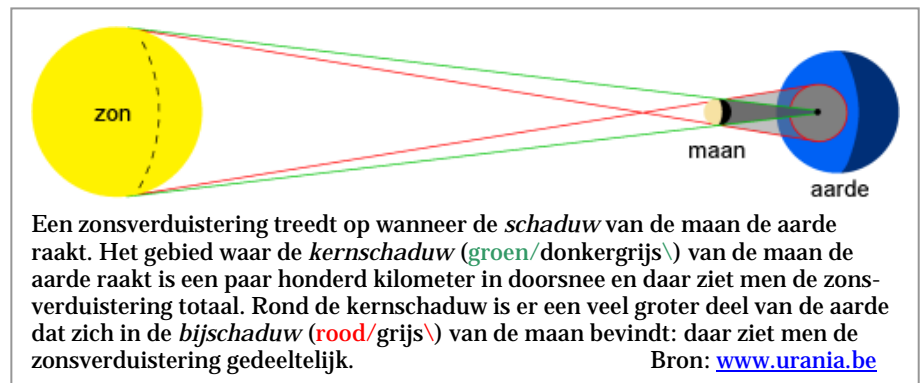 zon
maan
aarde
Een zonsverduistering treedt op wanneer de schaduw van de maan de aarde
raakt. Het gebied waar de kernschaduw (groen/donkergrijs\) van de maan de
aarde raakt is een paar honderd kilometer in doorsnee en daar ziet men de zons-
verduistering totaal. Rond de kernschaduw is er een veel groter deel van de aarde
dat zich in de bijschaduw (rood/grijs\) van de maan bevindt: daar ziet men de
zonsverduistering gedeeltelijk. Bron: www.urania.be